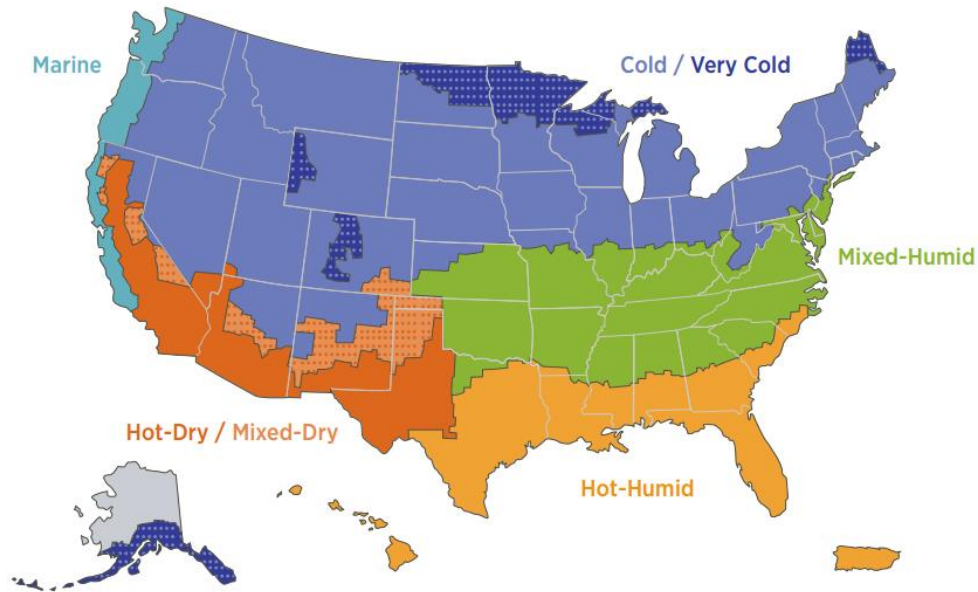 Marine
Cold / Very Cold
Mixed-Humid
Hot-Dry / Mixed-Dry
Hot-Humid